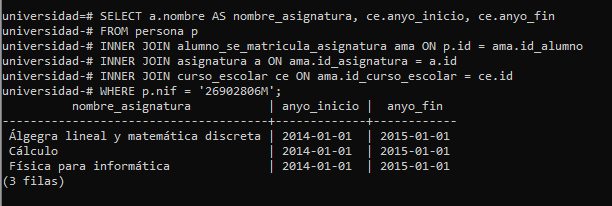 universidad=# SELECT a.nombre AS nombre_asignatura, ce.anyo_inicio, ce.anyo_fin
universidad-# FROM persona p
universidad-# INNER JOIN alumno_se_matricula_asignatura ama ON p.id = ama.id_alumno
universidad-# INNER JOIN asignatura a ON ama.id_asignatura = a.id
universidad-# INNER JOIN curso_escolar ce ON ama.id_curso_escolar = ce.id
universidad-# WHERE p.nif = '26902806M';
         nombre_asignatura          | anyo_inicio |  anyo_fin
------------------------------------+-------------+------------
 Álgegra lineal y matemática discreta | 2014-01-01  | 2015-01-01
 Cálculo                            | 2014-01-01  | 2015-01-01
 Física para informática            | 2014-01-01  | 2015-01-01
(3 filas)